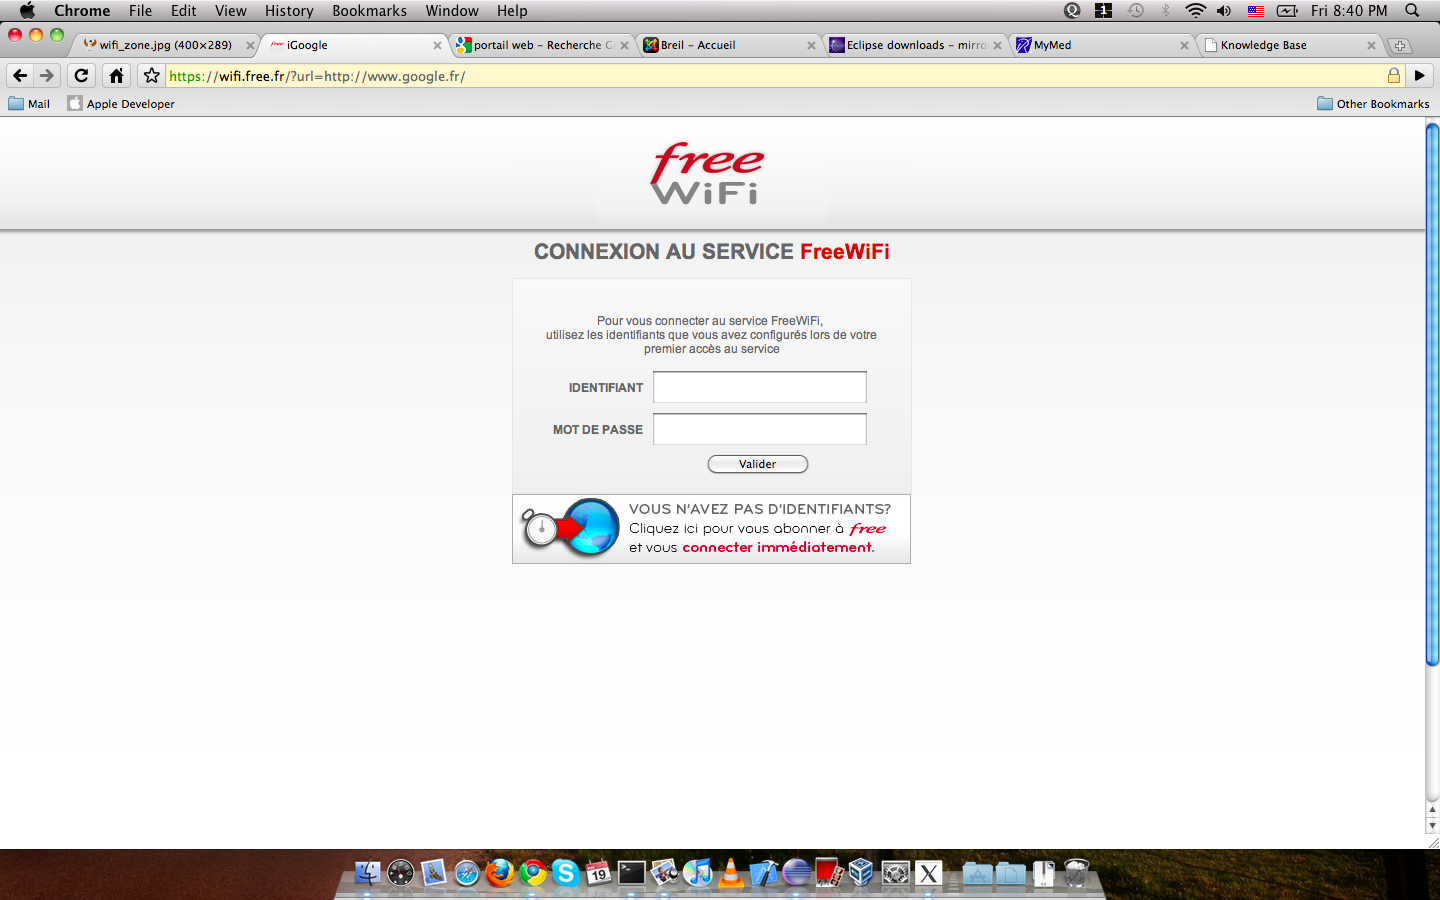 Chrome File Edit View History Bookmarks Window Help Fri 8:40 PM
wifi_zone.jpg (400×289) iGoogle portail web – Recherche G Breil – Accueil Eclipse downloads – mirro MyMed Knowledge Base
https://wifi.free.fr/?url=http://www.google.fr/
Mail Apple Developer Other Bookmarks
free
WiFi
CONNEXION AU SERVICE FreeWiFi
Pour vous connecter au service FreeWiFi,
utilisez les identifiants que vous avez configurés lors de votre
premier accès au service
IDENTIFIANT
MOT DE PASSE
Valider
VOUS N'AVEZ PAS D'IDENTIFIANTS?
Cliquez ici pour vous abonner à free
et vous connecter immédiatement.
19